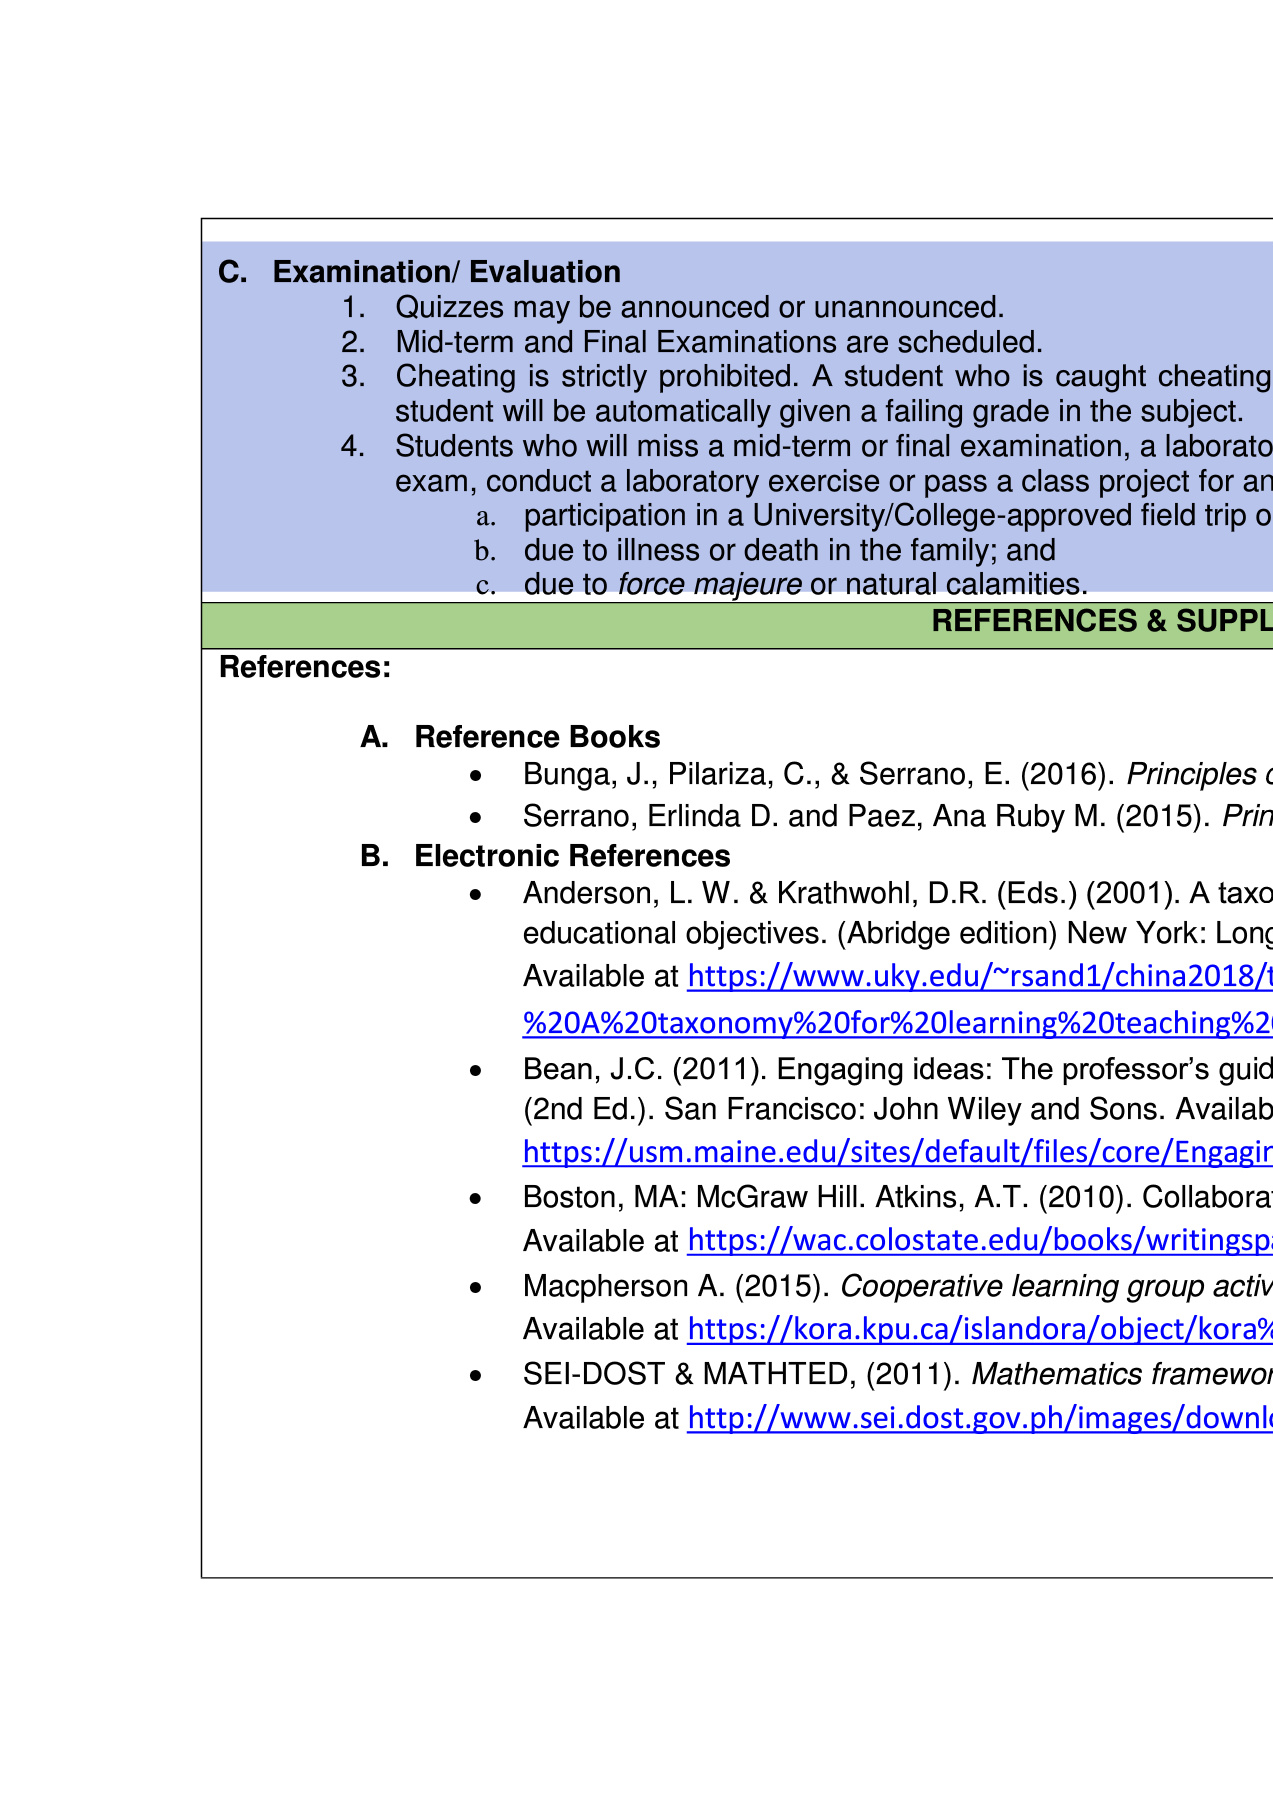 C. Examination/ Evaluation
1. Quizzes may be announced or unannounced.
2. Mid-term and Final Examinations are scheduled.
3. Cheating is strictly prohibited. A student who is caught cheating
student will be automatically given a failing grade in the subject.
4. Students who will miss a mid-term or final examination, a laborato
exam, conduct a laboratory exercise or pass a class project for an
a. participation in a University/College-approved field trip o
b. due to illness or death in the family; and
c. due to force majeure or natural calamities.
REFERENCES & SUPPL
References:
A. Reference Books
• Bunga, J., Pilariza, C., & Serrano, E. (2016). Principles o
• Serrano, Erlinda D. and Paez, Ana Ruby M. (2015). Prin
B. Electronic References
• Anderson, L. W. & Krathwohl, D.R. (Eds.) (2001). A taxo
educational objectives. (Abridge edition) New York: Long
Available at https://www.uky.edu/~rsand1/china2018/t
%20A%20taxonomy%20for%20learning%20teaching%20
• Bean, J.C. (2011). Engaging ideas: The professor’s guid
(2nd Ed.). San Francisco: John Wiley and Sons. Availab
https://usm.maine.edu/sites/default/files/core/Engagin
• Boston, MA: McGraw Hill. Atkins, A.T. (2010). Collaborat
Available at https://wac.colostate.edu/books/writingspa
• Macpherson A. (2015). Cooperative learning group activ
Available at https://kora.kpu.ca/islandora/object/kora%
• SEI-DOST & MATHTED, (2011). Mathematics framewor
Available at http://www.sei.dost.gov.ph/images/downlo